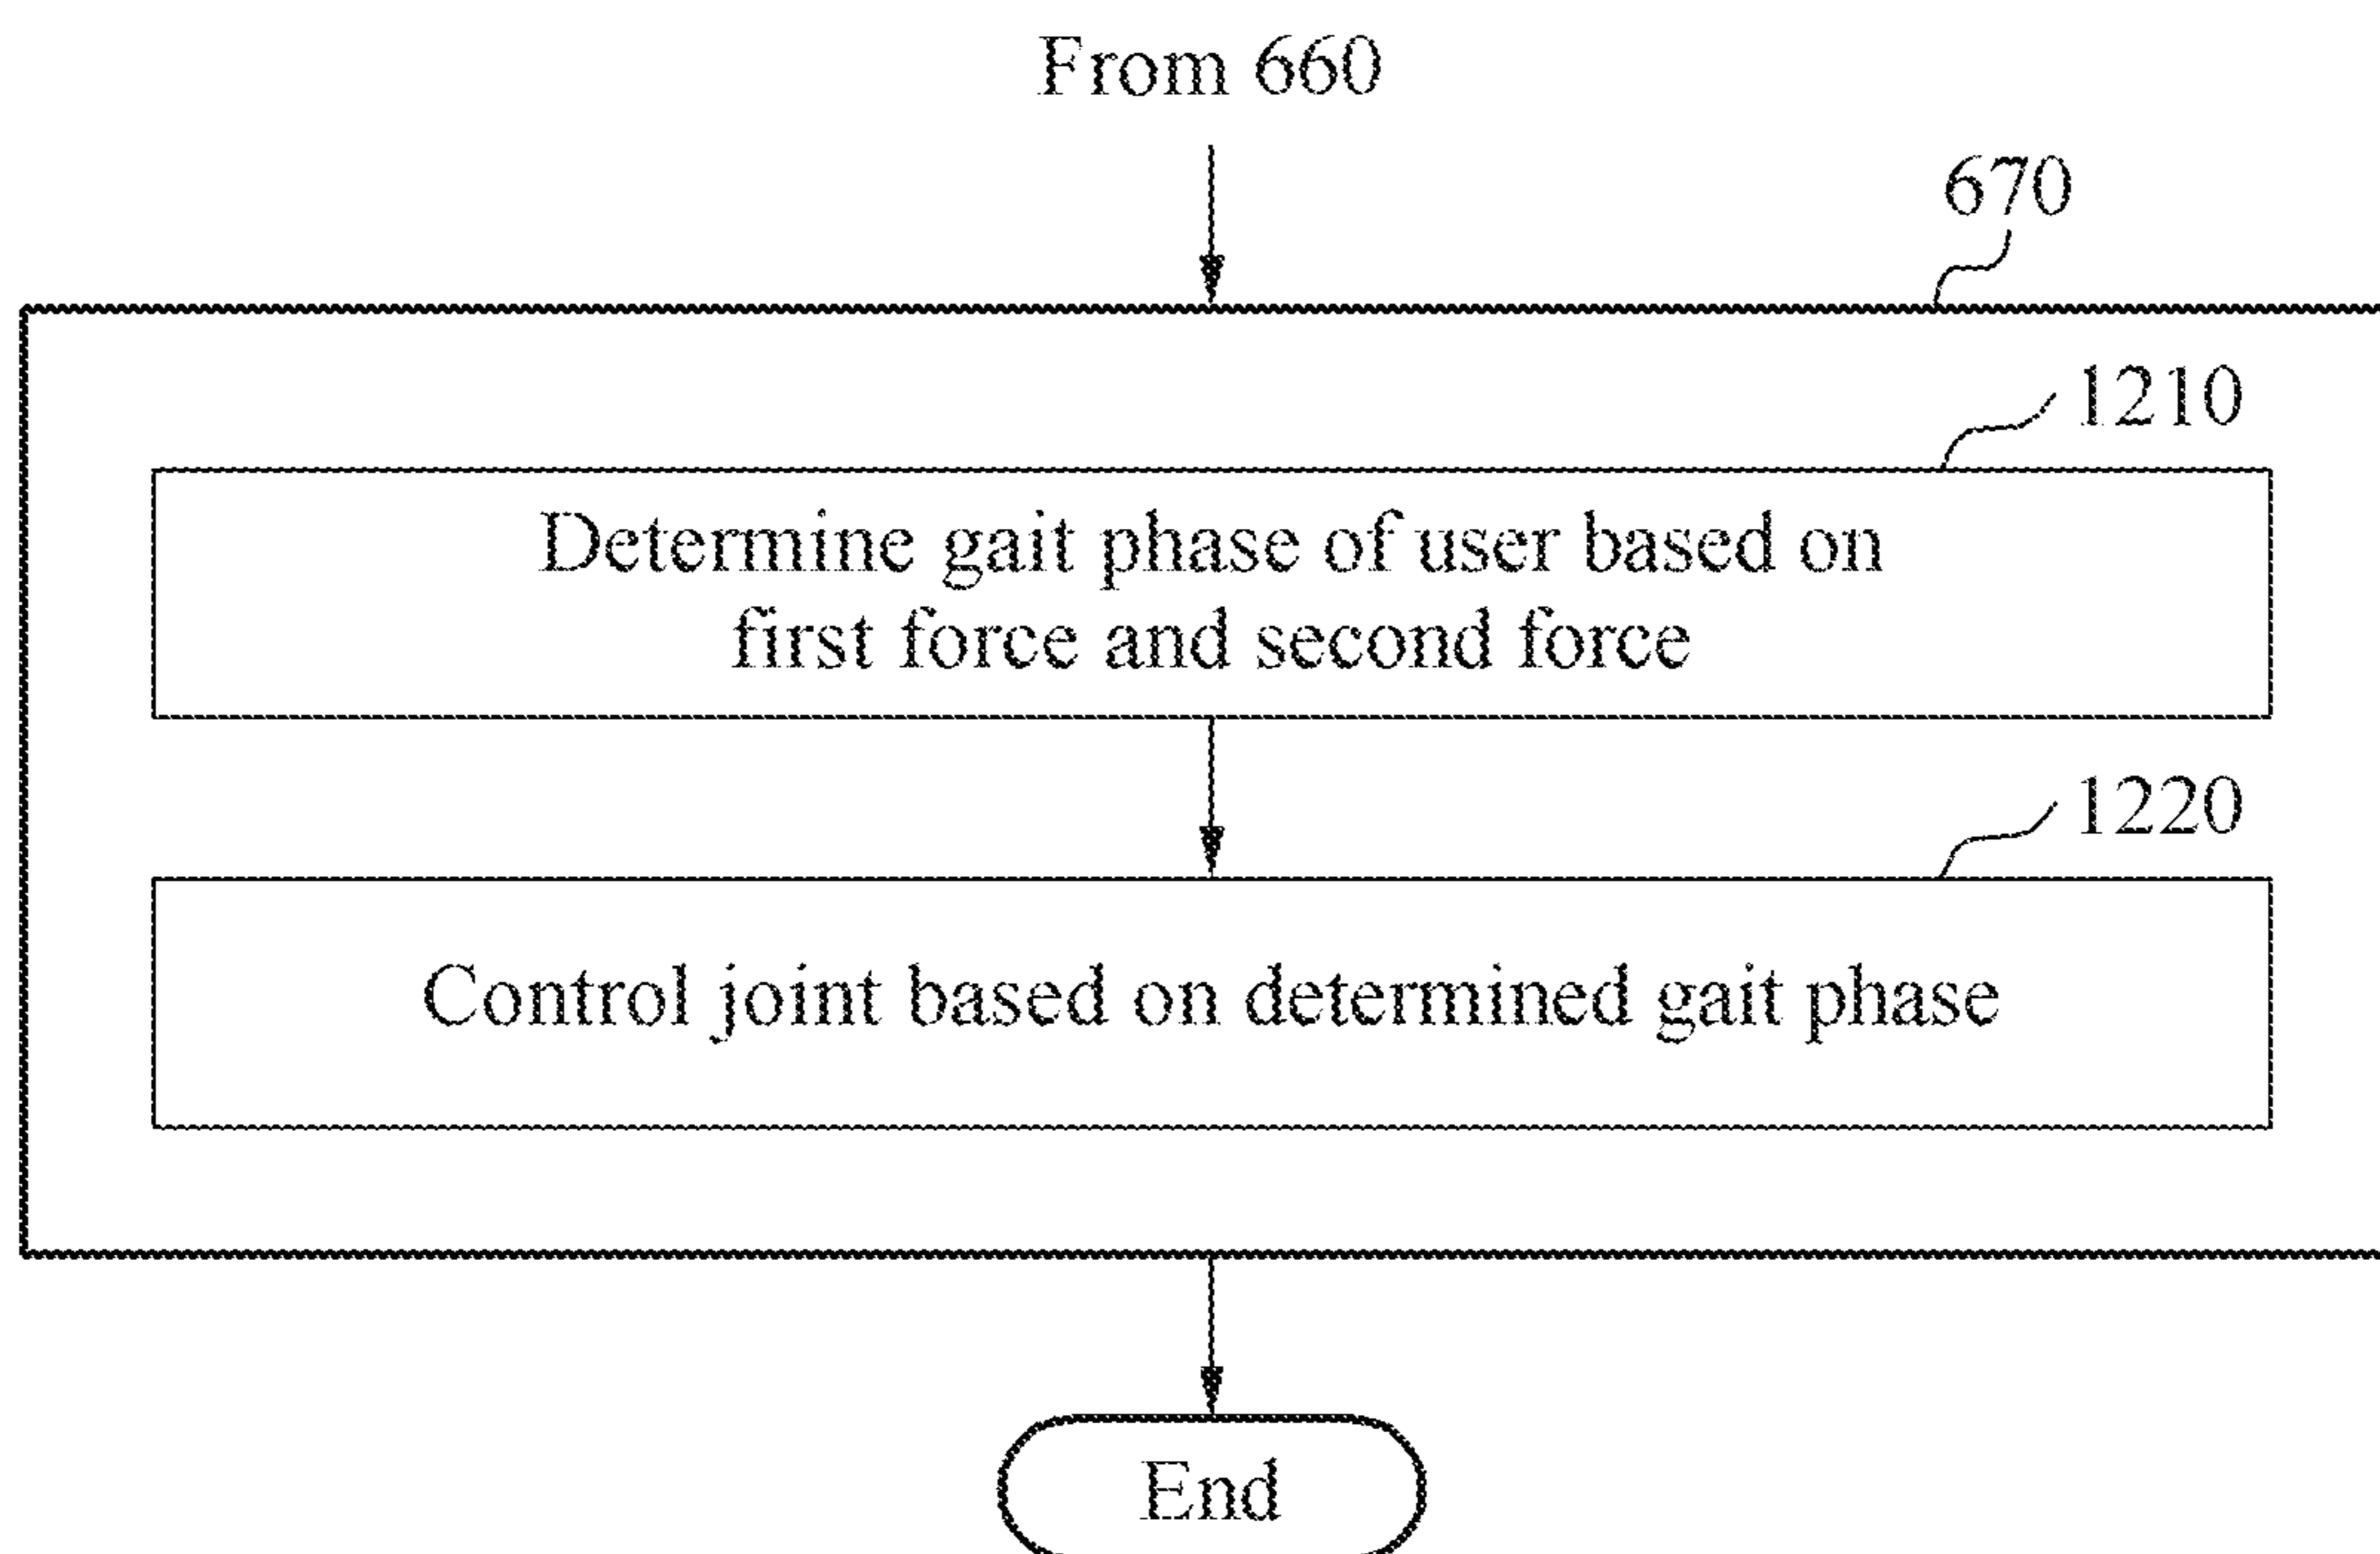 From 660
670
1210
Determine gait phase of user based on
first force and second force
1220
Control joint based on determined gait phase
End